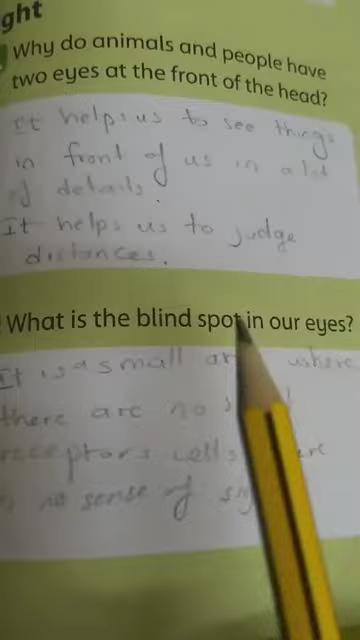 ght
Why do animals and people have
two eyes at the front of the head?
It helps us to see things
in front of us in a lot
of details.
It helps us to judge
distances.
What is the blind spot in our eyes?
It is a small where
there are no
receptors cells
no sense of